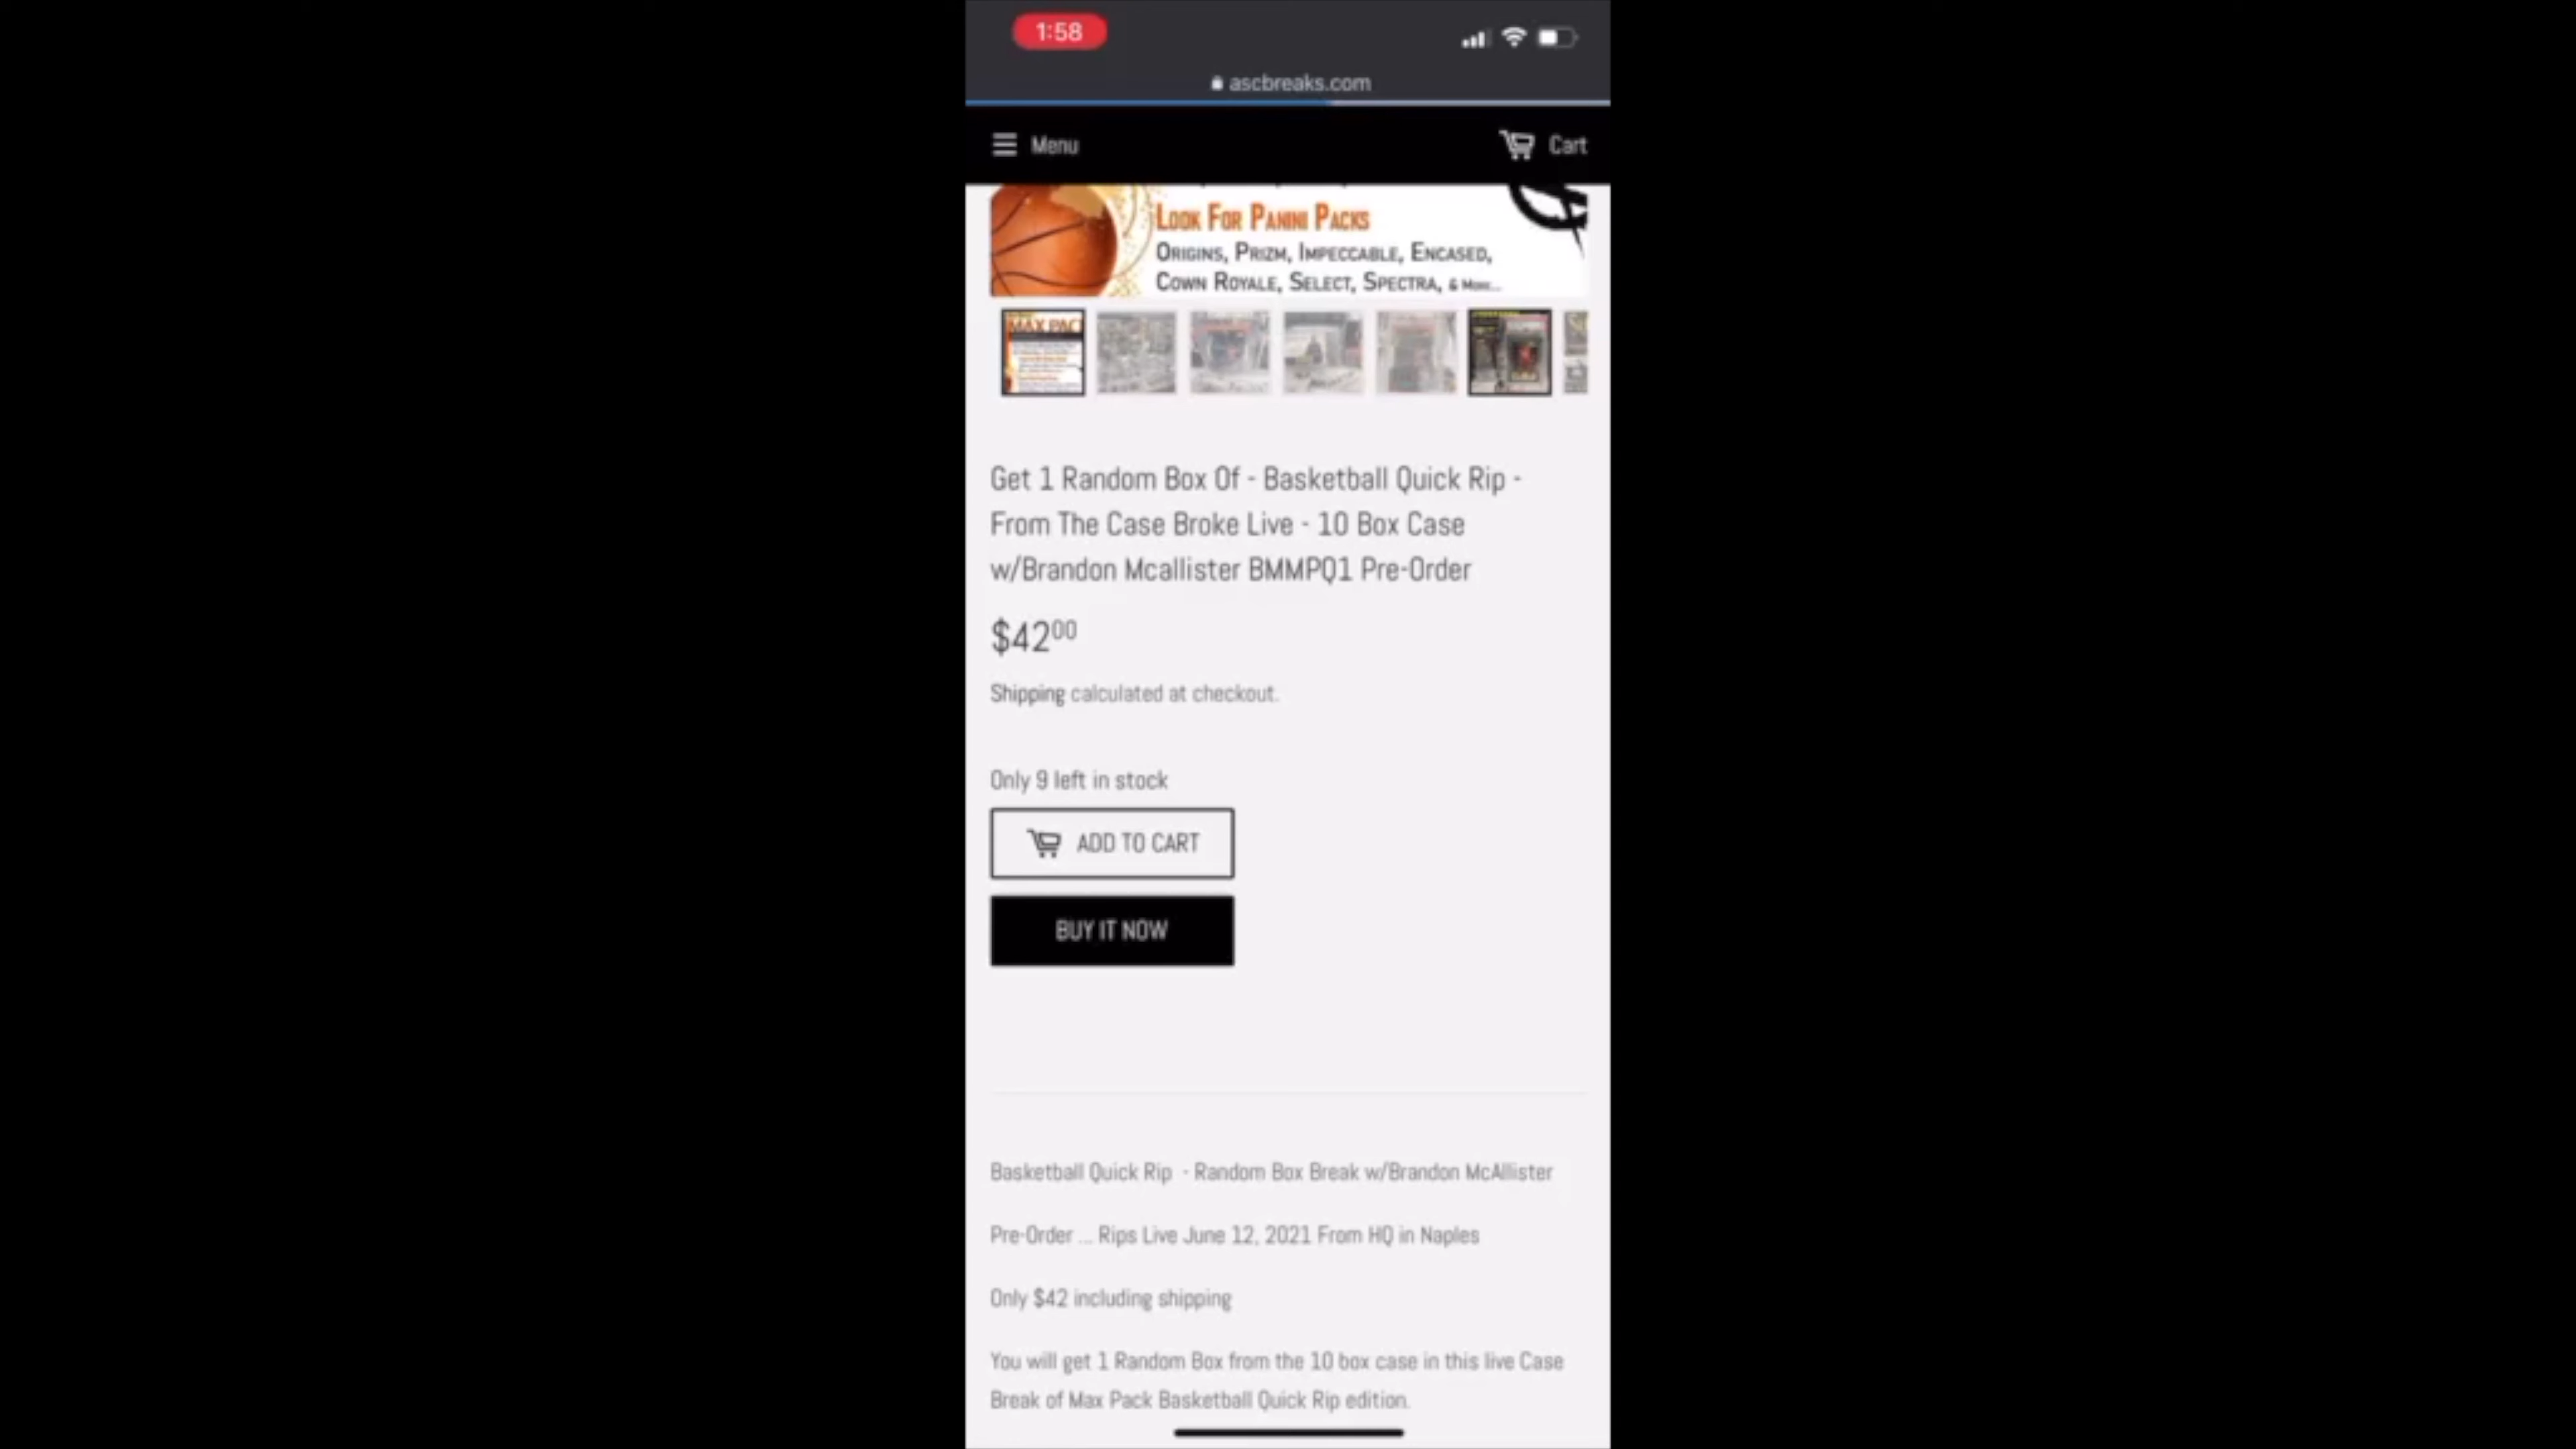 1:58
ascbreaks.com
Menu
Cart
LOOK FOR PANINI PACKS
ORIGINS, PRIZM, IMPECCABLE, ENCASED,
COWN ROYALE, SELECT, SPECTRA, & MORE...
MAX PAC
Get 1 Random Box Of - Basketball Quick Rip -
From The Case Broke Live - 10 Box Case
w/Brandon Mcallister BMMPQ1 Pre-Order
$4200
Shipping calculated at checkout.
Only 9 left in stock
ADD TO CART
BUY IT NOW
Basketball Quick Rip - Random Box Break w/Brandon McAllister
Pre-Order ... Rips Live June 12, 2021 From HQ in Naples
Only $42 including shipping
You will get 1 Random Box from the 10 box case in this live Case
Break of Max Pack Basketball Quick Rip edition.